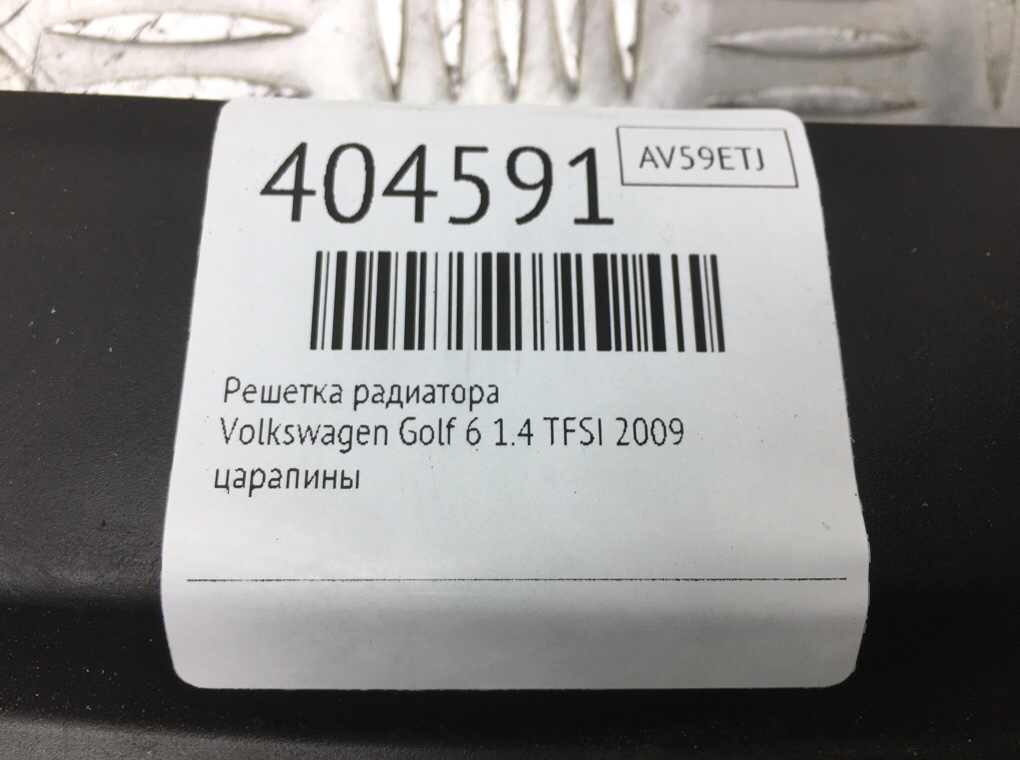 404591
AV59ETJ
Решетка радиатора
Volkswagen Golf 6 1.4 TFSI 2009
царапины